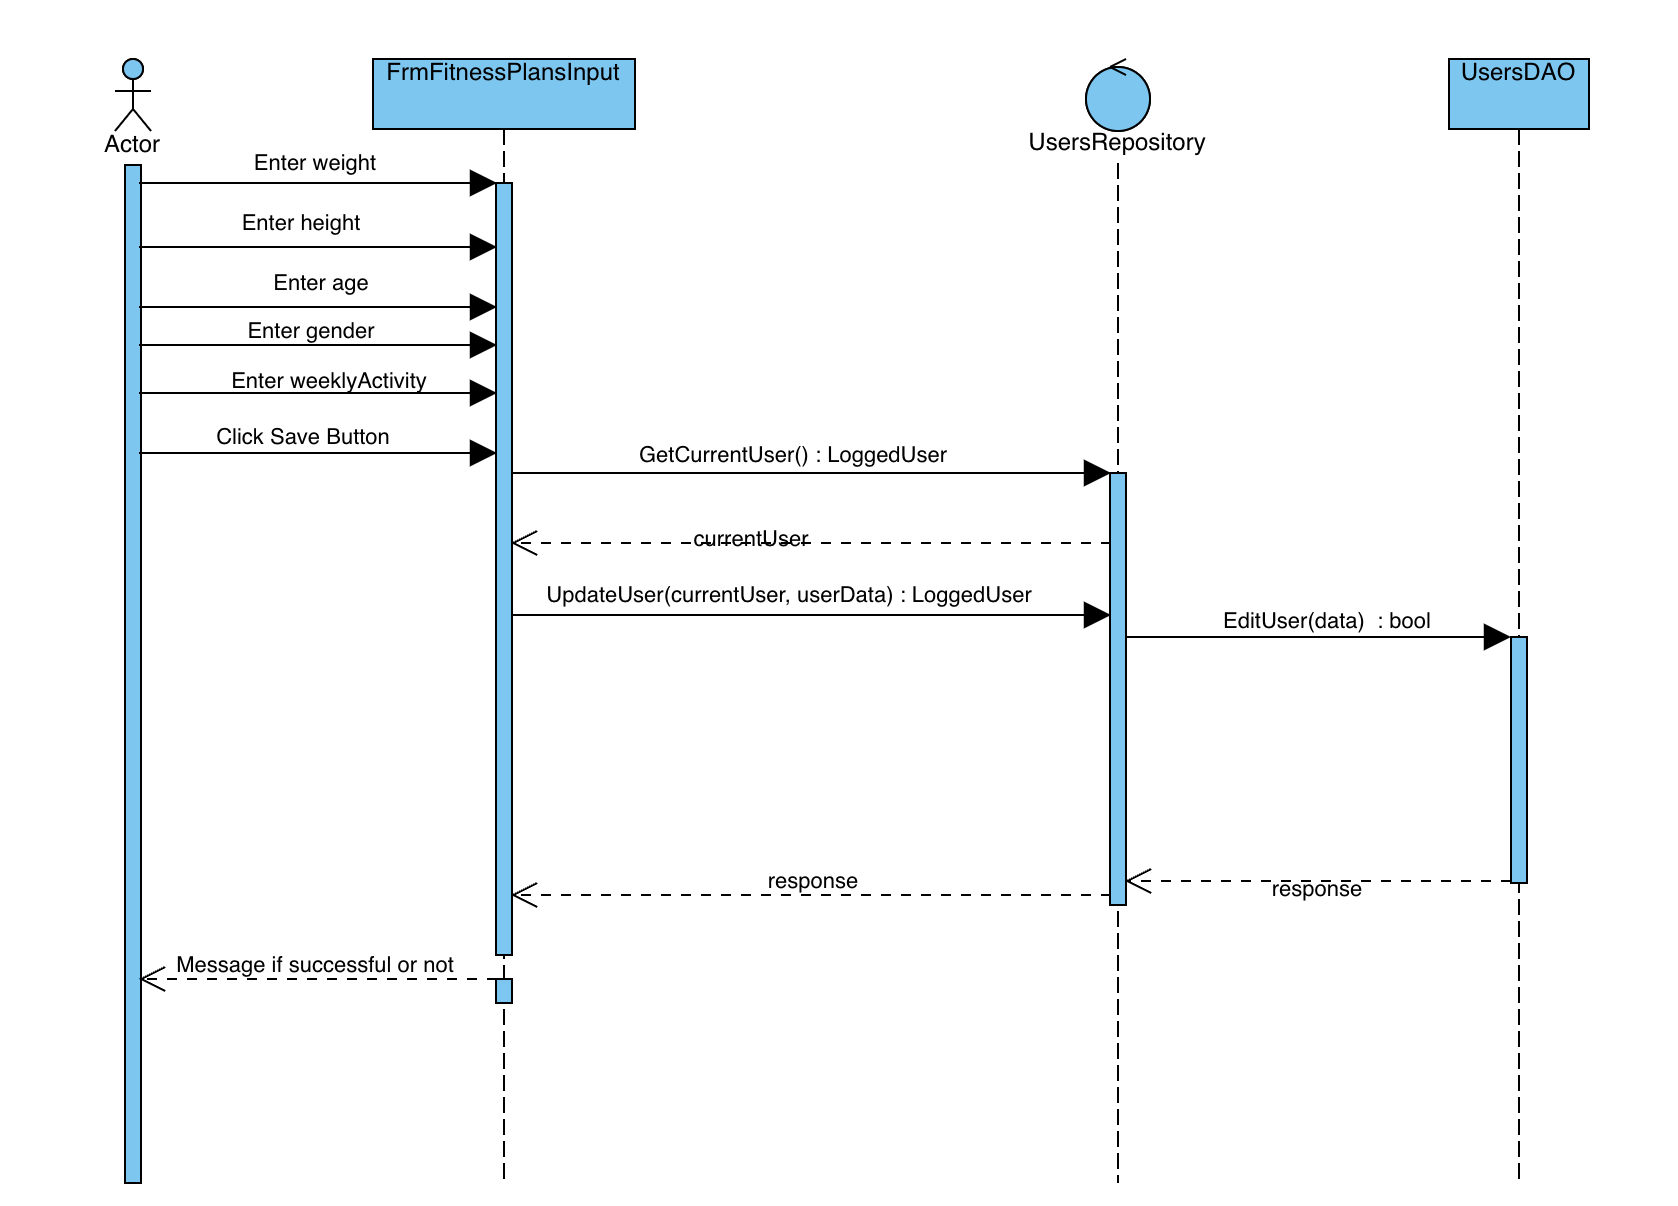 FrmFitnessPlansInput
UsersDAO
Actor
UsersRepository
Enter weight
Enter height
Enter age
Enter gender
Enter weeklyActivity
Click Save Button
GetCurrentUser() : LoggedUser
currentUser
UpdateUser(currentUser, userData) : LoggedUser
EditUser(data)  : bool
response
response
Message if successful or not